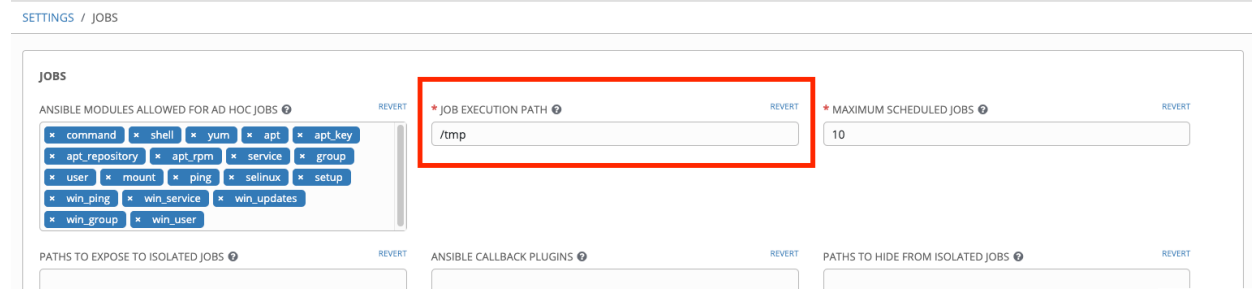 SETTINGS / JOBS
JOBS
ANSIBLE MODULES ALLOWED FOR AD HOC JOBS ? REVERT
× command × shell × yum × apt × apt_key
× apt_repository × apt_rpm × service × group
× user × mount × ping × selinux × setup
× win_ping × win_service × win_updates
× win_group × win_user
* JOB EXECUTION PATH ? REVERT
/tmp
* MAXIMUM SCHEDULED JOBS ? REVERT
10
PATHS TO EXPOSE TO ISOLATED JOBS ? REVERT
ANSIBLE CALLBACK PLUGINS ? REVERT
PATHS TO HIDE FROM ISOLATED JOBS ? REVERT